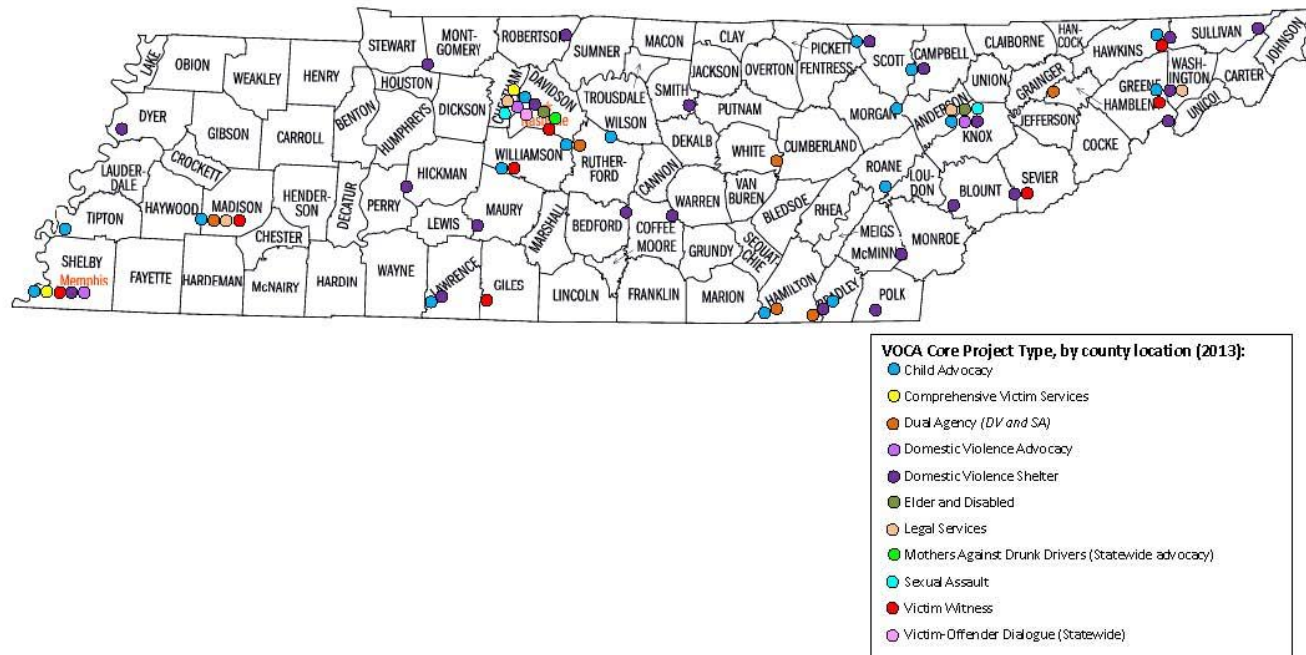 LAKE
OBION
WEAKLEY
HENRY
STEWART
MONT-
GOMERY
ROBERTSON
SUMNER
MACON
CLAY
PICKETT
SCOTT
CAMPBELL
CLAIBORNE
HAN-
COCK
HAWKINS
SULLIVAN
JOHNSON
HOUSTON
DAVIDSON
TROUSDALE
JACKSON
OVERTON
FENTRESS
UNION
GRAINGER
WASH-
INGTON
CARTER
DYER
GIBSON
CARROLL
BENTON
HUMPHREYS
DICKSON
SMITH
PUTNAM
MORGAN
ANDERSON
GREENE
HAMBLEN
UNICOI
WILSON
KNOX
JEFFERSON
COCKE
CROCKETT
WILLIAMSON
RUTHER-
FORD
DEKALB
WHITE
CUMBERLAND
ROANE
LOU-
DON
BLOUNT
SEVIER
LAUDER-
DALE
HAYWOOD
MADISON
HENDER-
SON
DECATUR
PERRY
HICKMAN
CANNON
WARREN
VAN
BUREN
BLEDSOE
RHEA
TIPTON
LEWIS
MAURY
MARSHALL
BEDFORD
COFFEE
MOORE
GRUNDY
SEQUAT-
CHIE
MEIGS
McMINN
MONROE
CHESTER
SHELBY
Memphis
FAYETTE
HARDEMAN
McNAIRY
HARDIN
WAYNE
LAWRENCE
GILES
LINCOLN
FRANKLIN
MARION
HAMILTON
BRADLEY
POLK
VOCA Core Project Type, by county location (2013):
Child Advocacy
Comprehensive Victim Services
Dual Agency (DV and SA)
Domestic Violence Advocacy
Domestic Violence Shelter
Elder and Disabled
Legal Services
Mothers Against Drunk Drivers (Statewide advocacy)
Sexual Assault
Victim Witness
Victim-Offender Dialogue (Statewide)